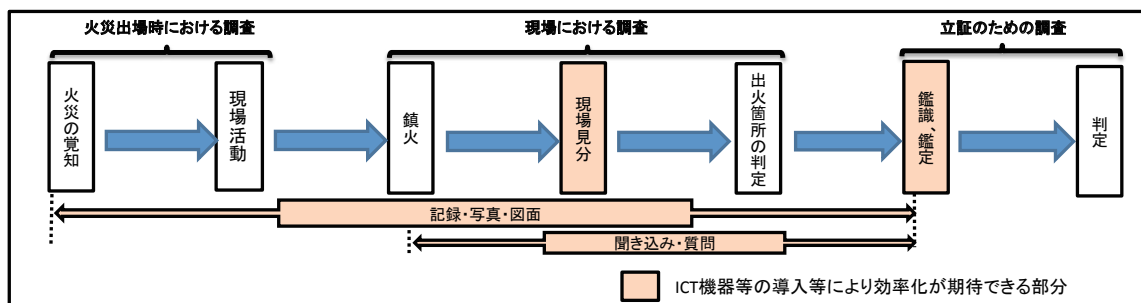 火災出場時における調査
現場における調査
立証のための調査
火災の覚知
現場活動
鎮火
現場見分
出火箇所の判定
鑑識、鑑定
判定
記録・写真・図面
聞き込み・質問
ICT機器等の導入等により効率化が期待できる部分